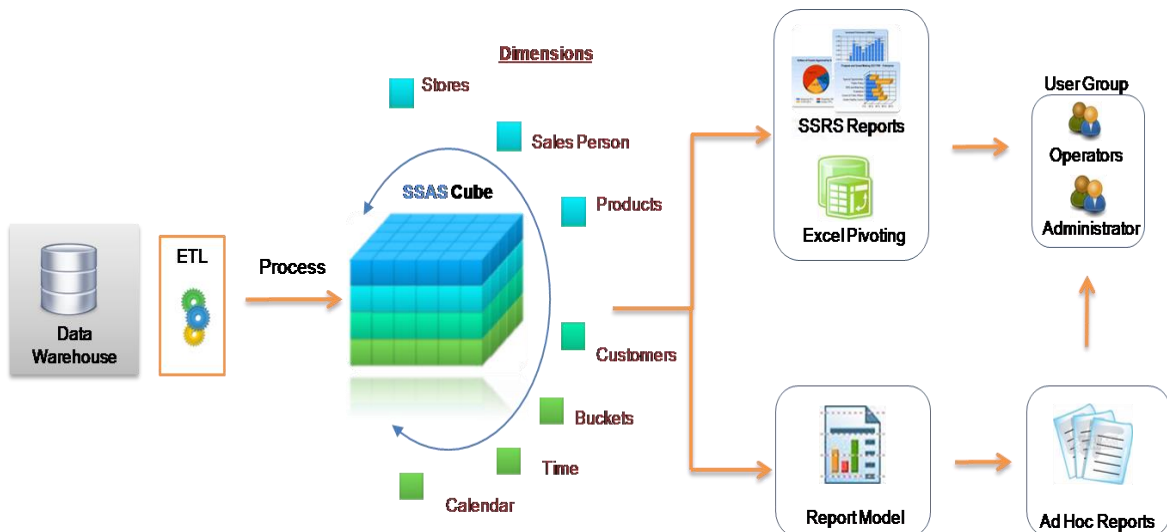 Dimensions
Stores
Sales Person
SSAS Cube
Products
Customers
Buckets
Time
Calendar
Data
Warehouse
ETL
Process
SSRS Reports
Excel Pivoting
User Group
Operators
Administrator
Report Model
Ad Hoc Reports